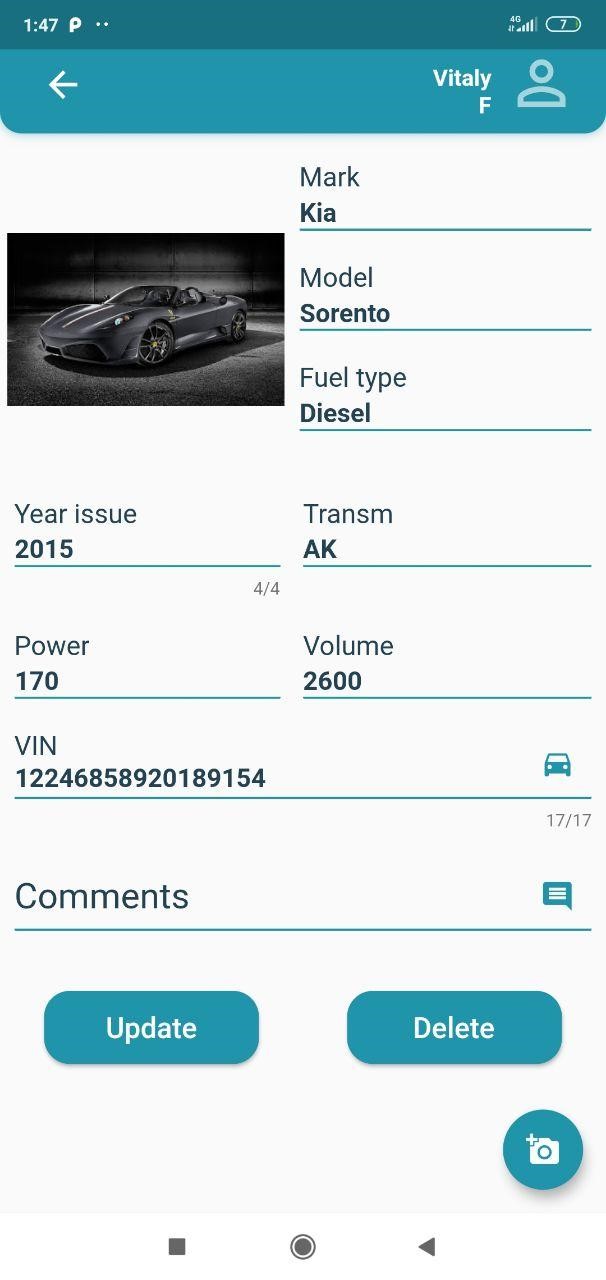 1:47
4G
7
Vitaly
F
Mark
Kia
Model
Sorento
Fuel type
Diesel
Year issue
2015
4/4
Transm
AK
Power
170
Volume
2600
VIN
12246858920189154
17/17
Comments
Update
Delete